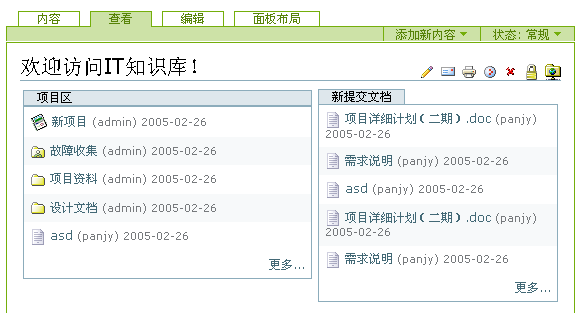 内容 查看 编辑 面板布局
添加新内容 状态: 常规
欢迎访问IT知识库！
项目区
新项目 (admin) 2005-02-26
故障收集 (admin) 2005-02-26
项目资料 (admin) 2005-02-26
设计文档 (admin) 2005-02-26
asd (panjy) 2005-02-26
更多...
新提交文档
项目详细计划（二期）.doc (panjy)
2005-02-26
需求说明 (panjy) 2005-02-26
asd (panjy) 2005-02-26
项目详细计划（二期）.doc (panjy)
2005-02-26
需求说明 (panjy) 2005-02-26
更多...